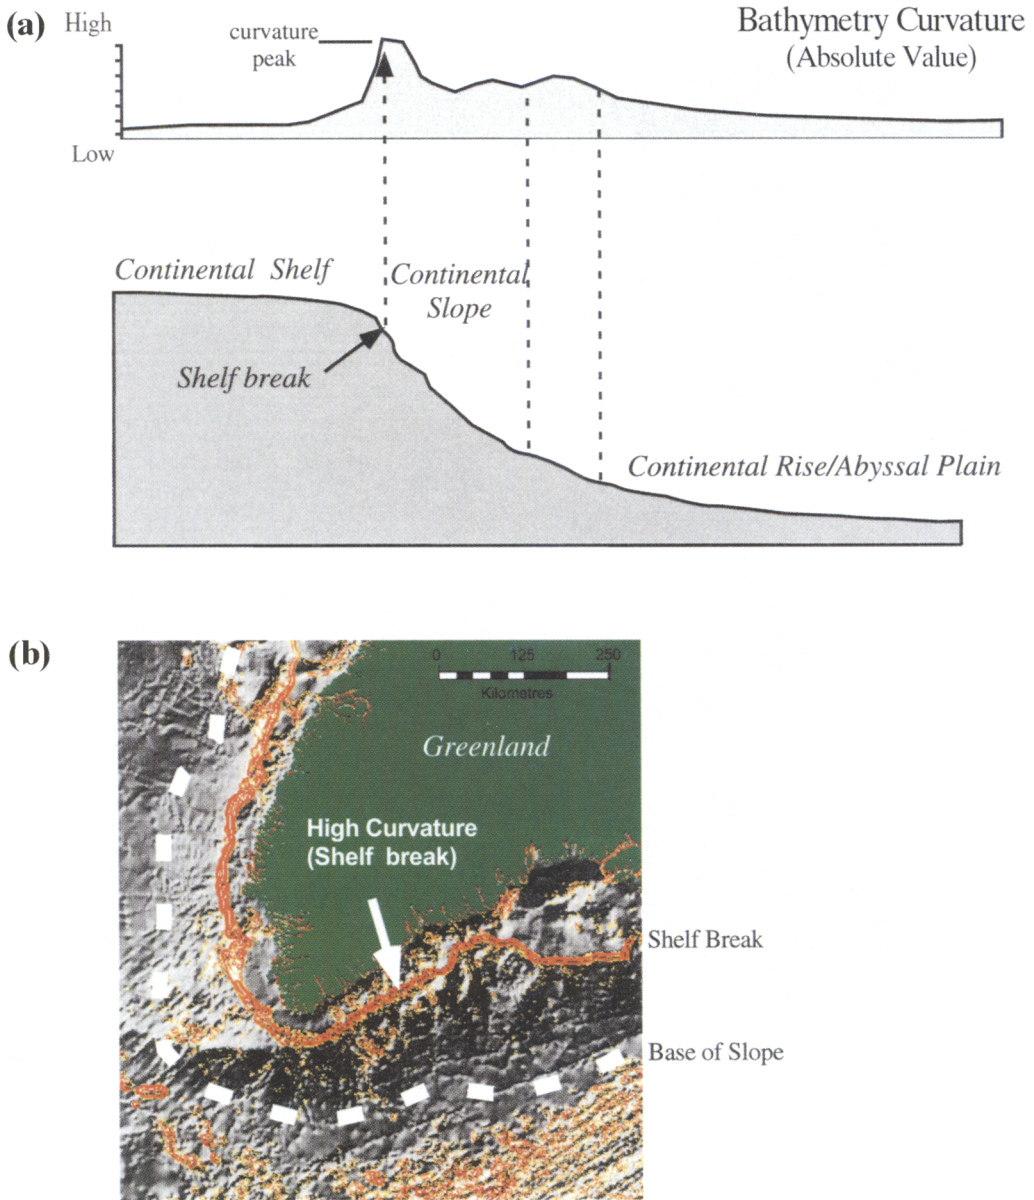 (a)
High
curvature
peak
Bathymetry Curvature
(Absolute Value)
Low
Continental Shelf
Continental
Slope
Shelf break
Continental Rise/Abyssal Plain
(b)
0 125 250
Kilometres
Greenland
High Curvature
(Shelf break)
Shelf Break
Base of Slope